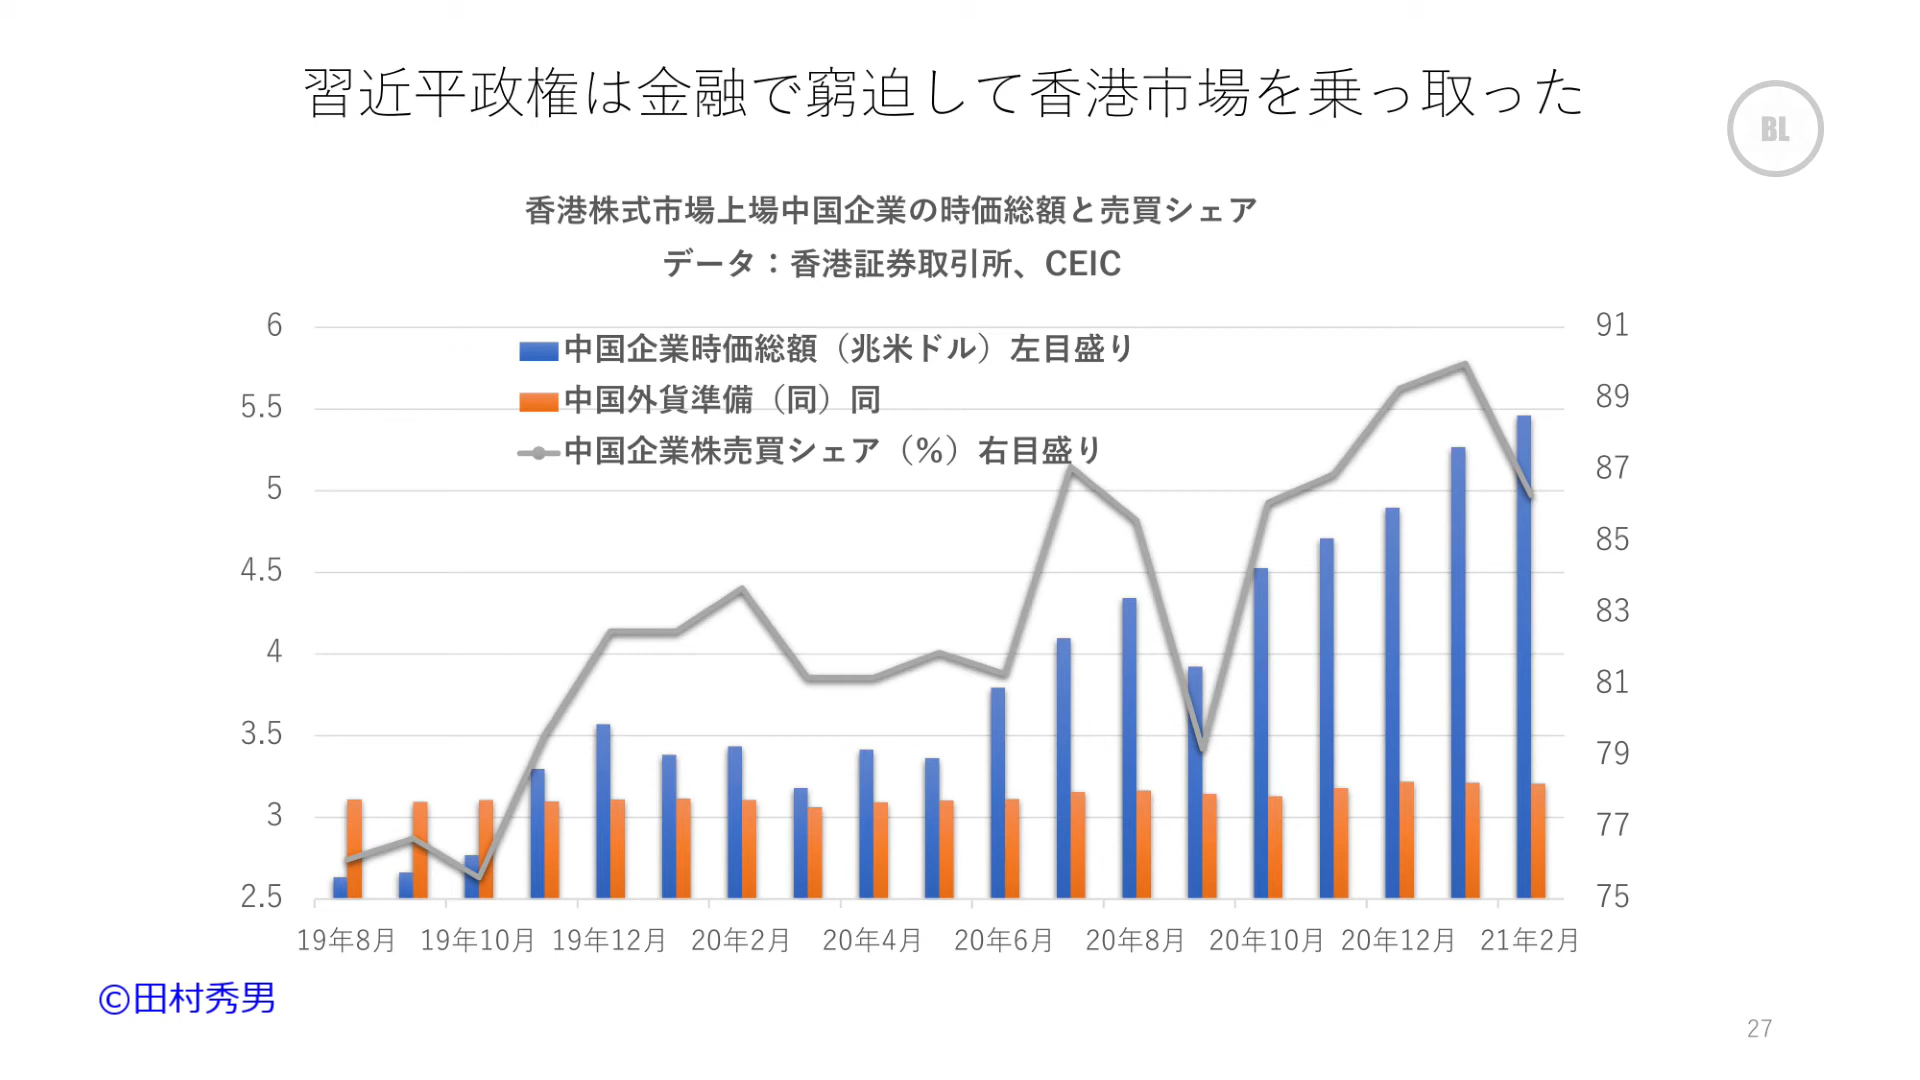 習近平政権は金融で窮迫して香港市場を乗っ取った
BL
香港株式市場上場中国企業の時価総額と売買シェア
データ：香港証券取引所、CEIC
中国企業時価総額（兆米ドル）左目盛り
中国外貨準備（同）同
中国企業株売買シェア（%）右目盛り
6
5.5
5
4.5
4
3.5
3
2.5
91
89
87
85
83
81
79
77
75
19年8月 19年10月 19年12月 20年2月 20年4月 20年6月 20年8月 20年10月 20年12月 21年2月
©田村秀男
27